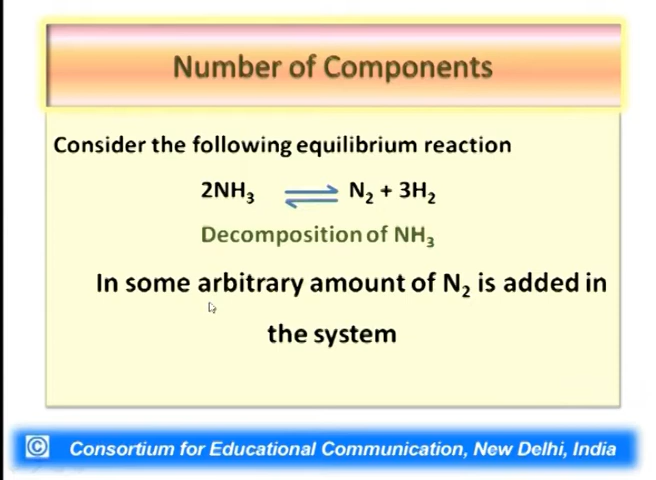 Number of Components
Consider the following equilibrium reaction
2NH₃ ⇌ N₂ + 3H₂
Decomposition of NH₃
In some arbitrary amount of N₂ is added in
the system
© Consortium for Educational Communication, New Delhi, India